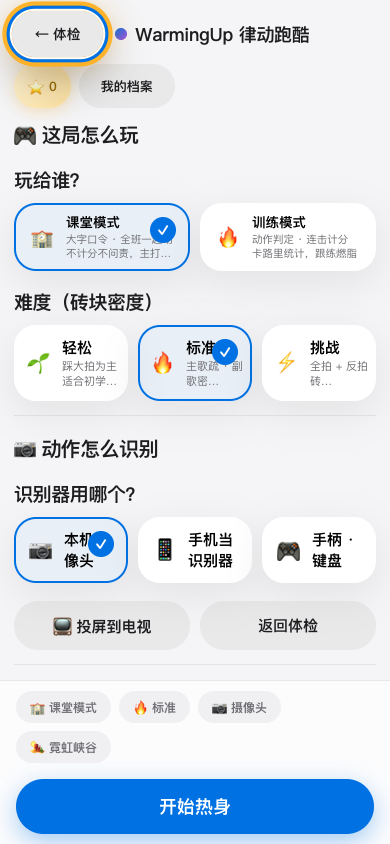 ← 体检
WarmingUp 律动跑酷
0
我的档案
这局怎么玩
玩给谁?
课堂模式
大字口令 · 全班一
不计分不问责，主打…
训练模式
动作判定 · 连击计分
卡路里统计，跟练燃脂
难度（砖块密度）
轻松
踩大拍为主
适合初学…
标准
主歌疏 · 副
歌密…
挑战
全拍 + 反拍
砖…
动作怎么识别
识别器用哪个?
本机
像头
手机当
识别器
手柄 ·
键盘
投屏到电视
返回体检
课堂模式
标准
摄像头
霓虹峡谷
开始热身